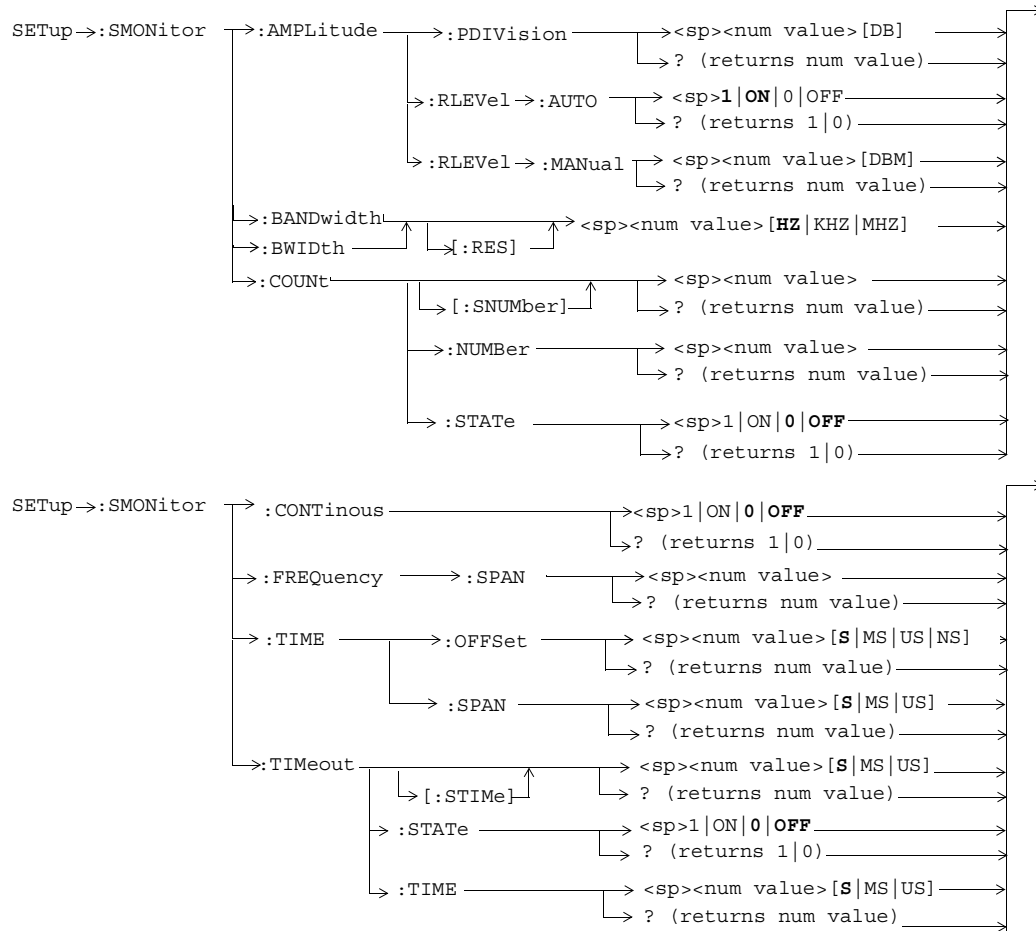 SETup :SMONitor :AMPLitude :PDIVision <sp><num value>[DB]
? (returns num value)
:RLEVel :AUTO <sp>1|ON|0|OFF
? (returns 1|0)
:RLEVel :MANual <sp><num value>[DBM]
? (returns num value)
:BANDwidth <sp><num value>[HZ|KHZ|MHZ]
:BWIDth [:RES]
:COUNt <sp><num value>
[:SNUMber] ? (returns num value)
:NUMBer <sp><num value>
? (returns num value)
:STATe <sp>1|ON|0|OFF
? (returns 1|0)
SETup :SMONitor :CONTinous <sp>1|ON|0|OFF
? (returns 1|0)
:FREQuency :SPAN <sp><num value>
? (returns num value)
:TIME :OFFSet <sp><num value>[S|MS|US|NS]
? (returns num value)
:SPAN <sp><num value>[S|MS|US]
? (returns num value)
:TIMeout <sp><num value>[S|MS|US]
[:STIMe] ? (returns num value)
:STATe <sp>1|ON|0|OFF
? (returns 1|0)
:TIME <sp><num value>[S|MS|US]
? (returns num value)